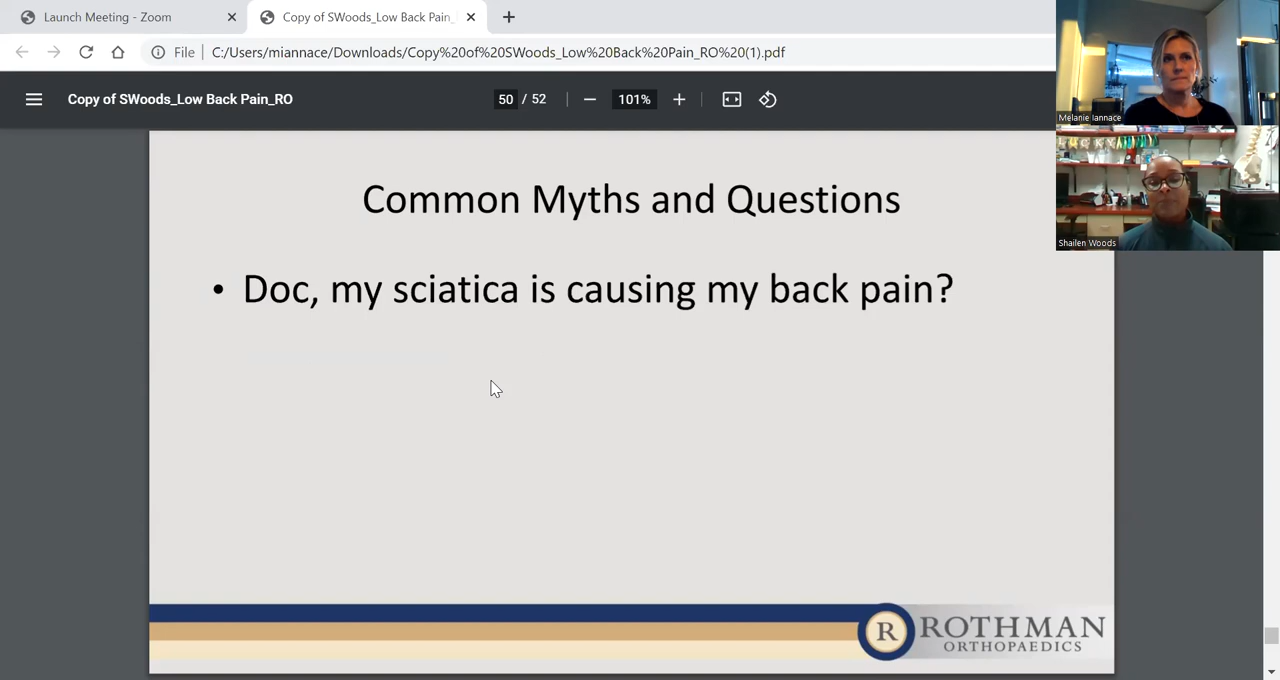 Launch Meeting - Zoom
Copy of SWoods_Low Back Pain_
File
C:/Users/miannace/Downloads/Copy%20of%20SWoods_Low%20Back%20Pain_RO%20(1).pdf
Copy of SWoods_Low Back Pain_RO
50 / 52
101%
Melanie Iannace
Shailen Woods
Common Myths and Questions
• Doc, my sciatica is causing my back pain?
R
ROTHMAN
ORTHOPAEDICS